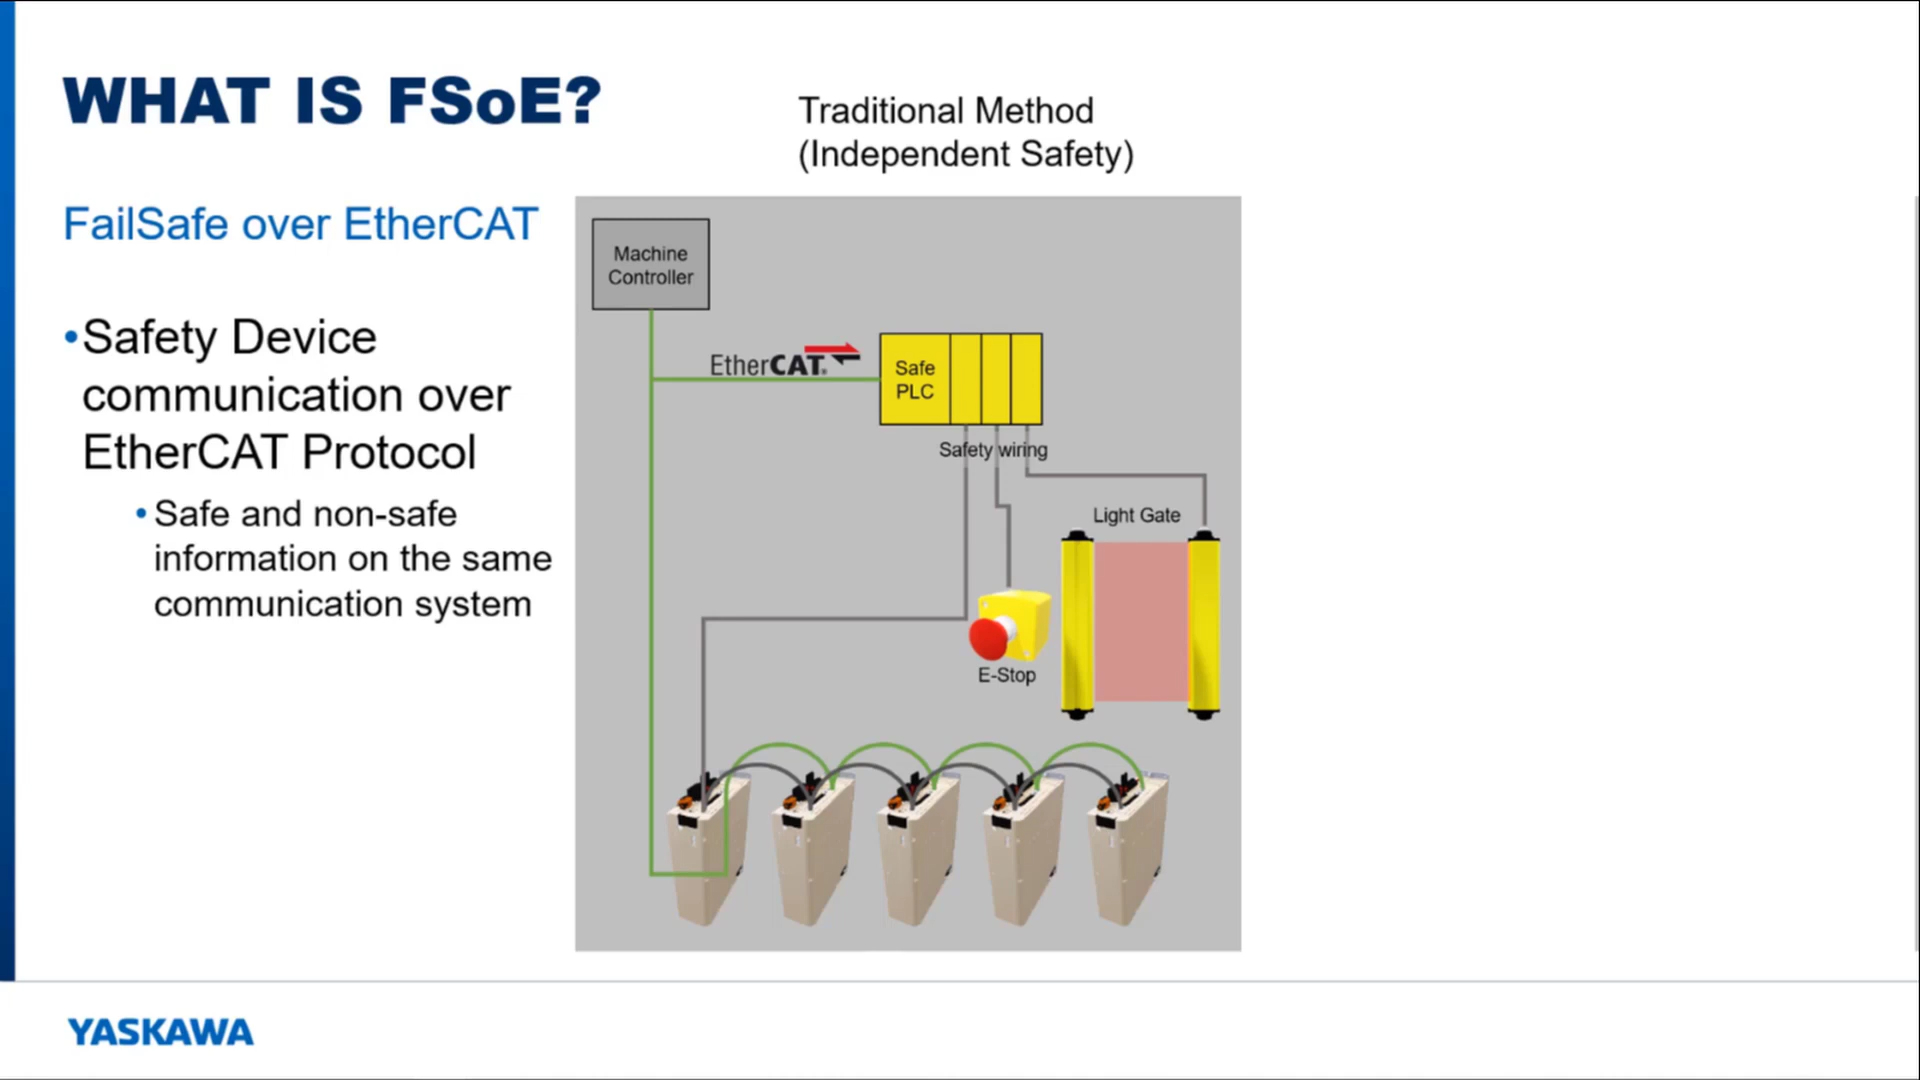 WHAT IS FSoE?
FailSafe over EtherCAT
•Safety Device
communication over
EtherCAT Protocol
•Safe and non-safe
information on the same
communication system
Traditional Method
(Independent Safety)
Machine
Controller
EtherCAT®
Safe
PLC
Safety wiring
Light Gate
E-Stop
YASKAWA